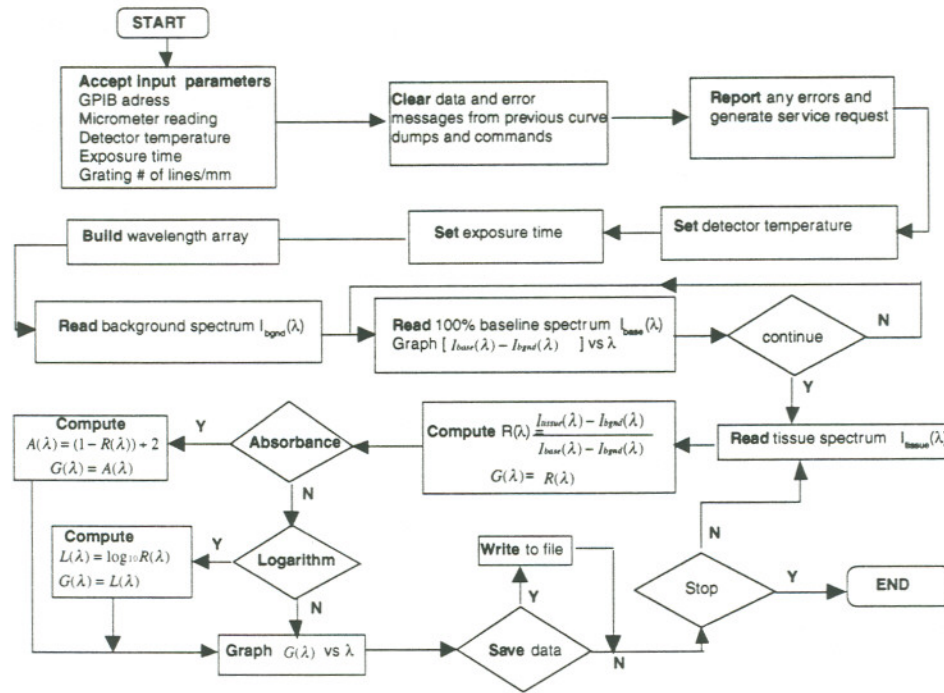 START
Accept input parameters
GPIB adress
Micrometer reading
Detector temperature
Exposure time
Grating # of lines/mm
Clear data and error
messages from previous curve
dumps and commands
Report any errors and
generate service request
Build wavelength array
Set exposure time
Set detector temperature
Read background spectrum I_bgnd(λ)
Read 100% baseline spectrum I_base(λ)
Graph [ I_base(λ) – I_bgnd(λ) ] vs λ
continue
N
Y
Compute
A(λ) = (1 – R(λ)) ÷ 2
G(λ) = A(λ)
Y
Absorbance
N
Compute R(λ) = I_tissue(λ) – I_bgnd(λ)
I_base(λ) – I_bgnd(λ)
G(λ) = R(λ)
Read tissue spectrum I_tissue(λ)
Compute
L(λ) = log10 R(λ)
G(λ) = L(λ)
Y
Logarithm
N
Write to file
Y
N
Stop
Y
END
Graph G(λ) vs λ
Save data
N